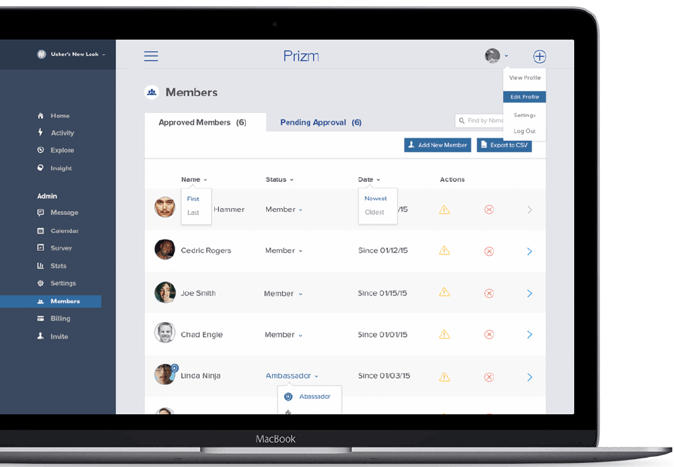 Usher's New Look
Prizm
View Profile
Edit Profile
Settings
Log Out
Members
Approved Members (6)
Pending Approval (6)
Find by Name
Add New Member
Export to CSV
Home
Activity
Explore
Insight
Admin
Message
Calendar
Surver
Stats
Settings
Members
Billing
Invite
Name
Status
Date
Actions
First
Last
Newest
Oldest
Hammer
Member
/15
Cedric Rogers
Member
Since 01/12/15
Joe Smith
Member
Since 01/15/15
Chad Engle
Member
Since 01/01/15
Linda Ninja
Ambassador
Since 01/03/15
Abassador
MacBook